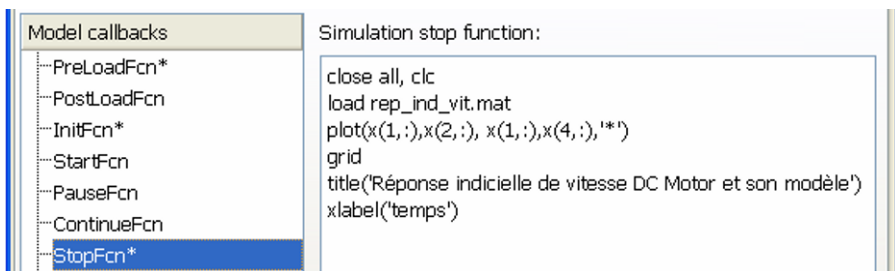 Model callbacks
PreLoadFcn*
PostLoadFcn
InitFcn*
StartFcn
PauseFcn
ContinueFcn
StopFcn*
Simulation stop function:
close all, clc
load rep_ind_vit.mat
plot(x(1,:),x(2,:), x(1,:),x(4,:),'*')
grid
title('Réponse indicielle de vitesse DC Motor et son modèle')
xlabel('temps')